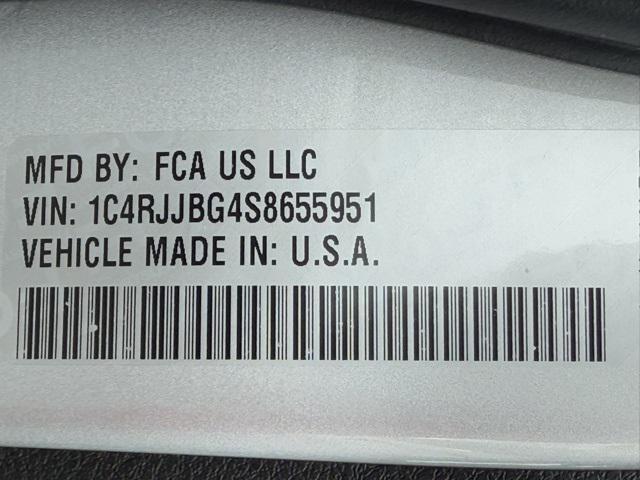 MFD BY: FCA US LLC
VIN: 1C4RJJBG4S8655951
VEHICLE MADE IN: U.S.A.